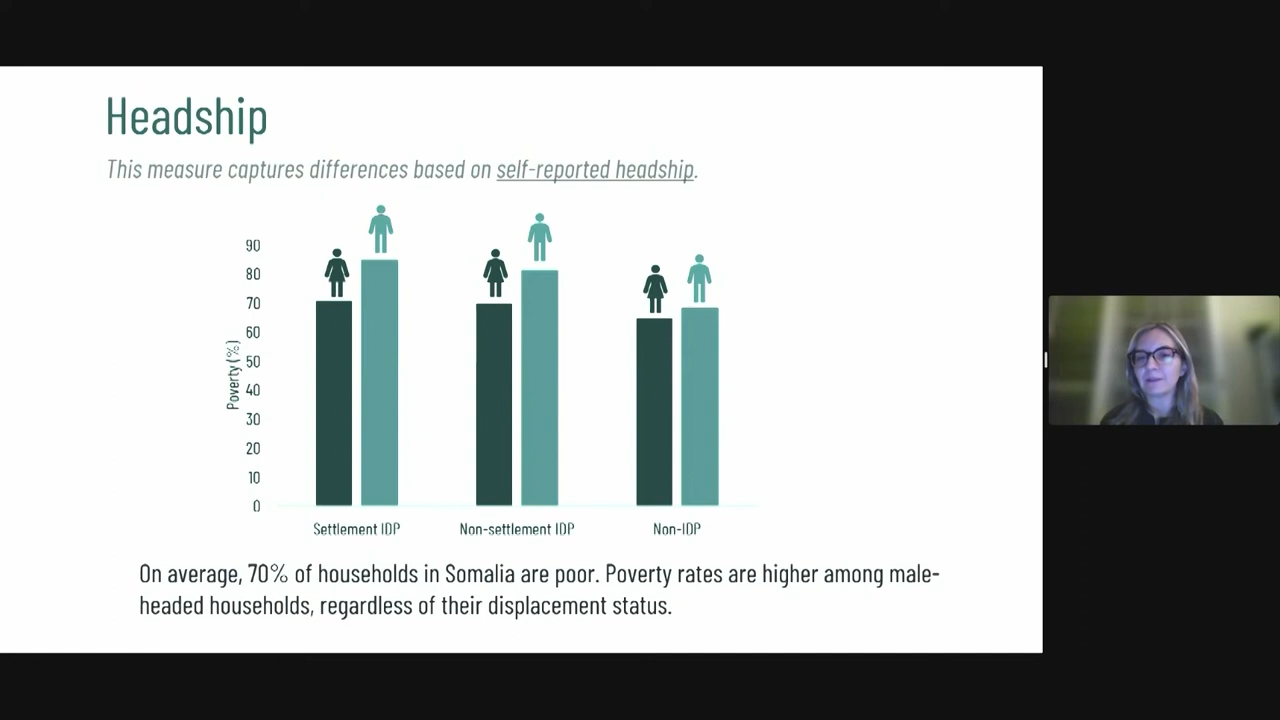 Headship
This measure captures differences based on self-reported headship.
90
80
70
60
50
40
30
20
10
0
Poverty (%)
Settlement IDP
Non-settlement IDP
Non-IDP
On average, 70% of households in Somalia are poor. Poverty rates are higher among male-
headed households, regardless of their displacement status.